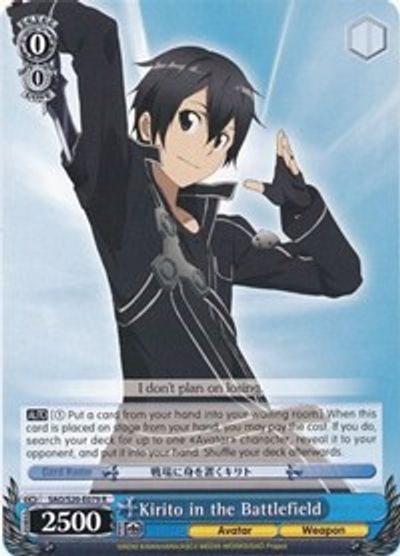 0
0
I don't plan on losing.
AUTO [① Put a card from your hand into your waiting room] When this
card is placed on stage from your hand, you may pay the cost. If you do,
search your deck for up to one «Avatar» character, reveal it to your
opponent, put it into your hand, and shuffle your deck afterwards.
戦場に身を置くキリト
SAO/S20-E079 R
Kirito in the Battlefield
2500
Avatar Weapon